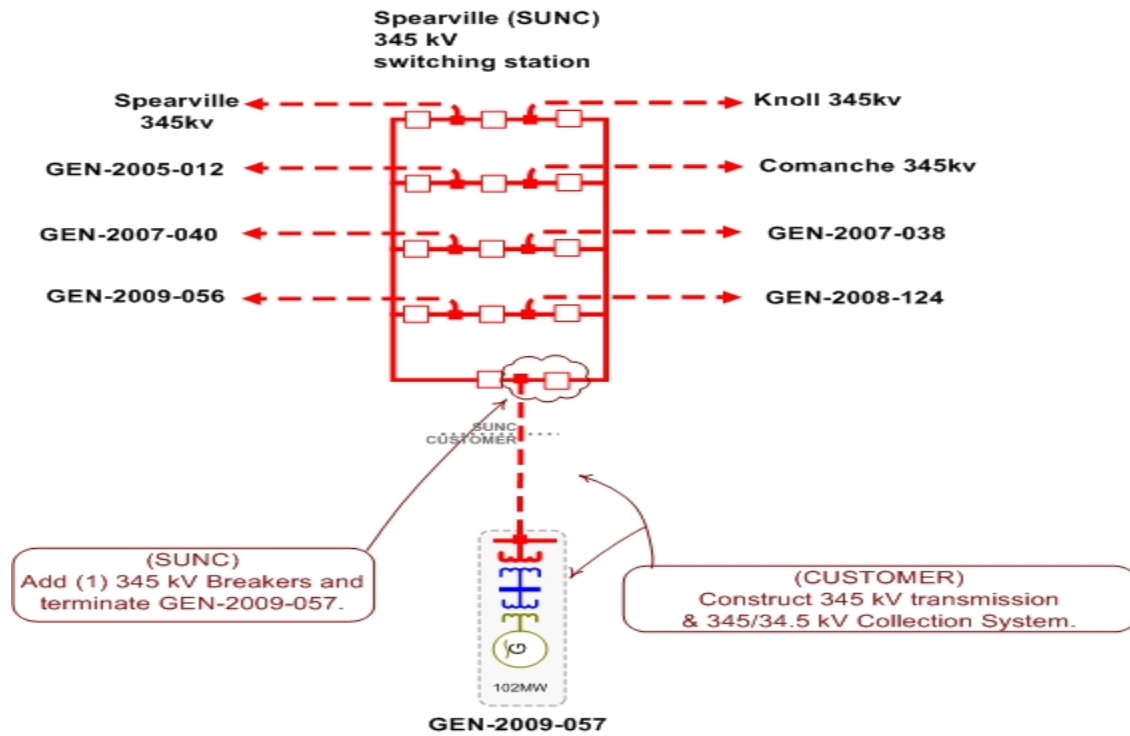 Spearville (SUNC)
345 kV
switching station
Spearville
345kv
Knoll 345kv
GEN-2005-012
Comanche 345kv
GEN-2007-040
GEN-2007-038
GEN-2009-056
GEN-2008-124
SUNC
CUSTOMER
(SUNC)
Add (1) 345 kV Breakers and
terminate GEN-2009-057.
(CUSTOMER)
Construct 345 kV transmission
& 345/34.5 kV Collection System.
G
102MW
GEN-2009-057